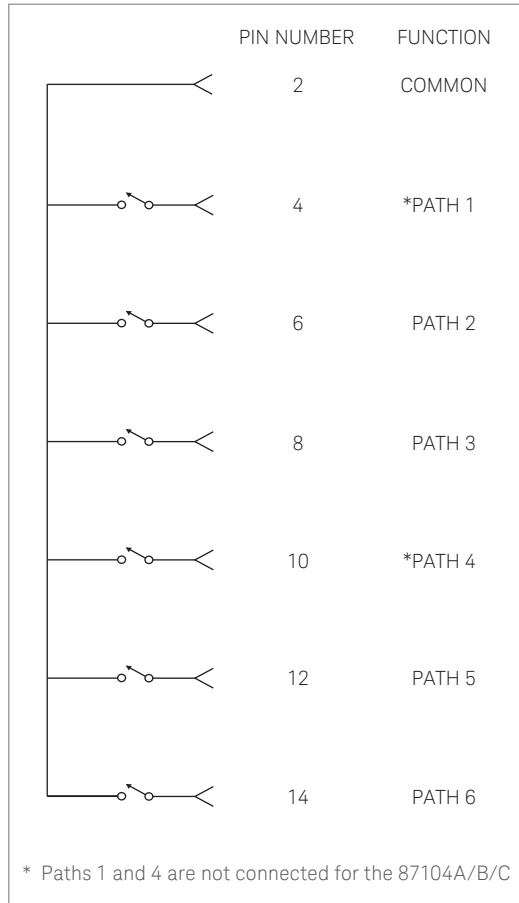 PIN NUMBER FUNCTION
2 COMMON
4 *PATH 1
6 PATH 2
8 PATH 3
10 *PATH 4
12 PATH 5
14 PATH 6
* Paths 1 and 4 are not connected for the 87104A/B/C